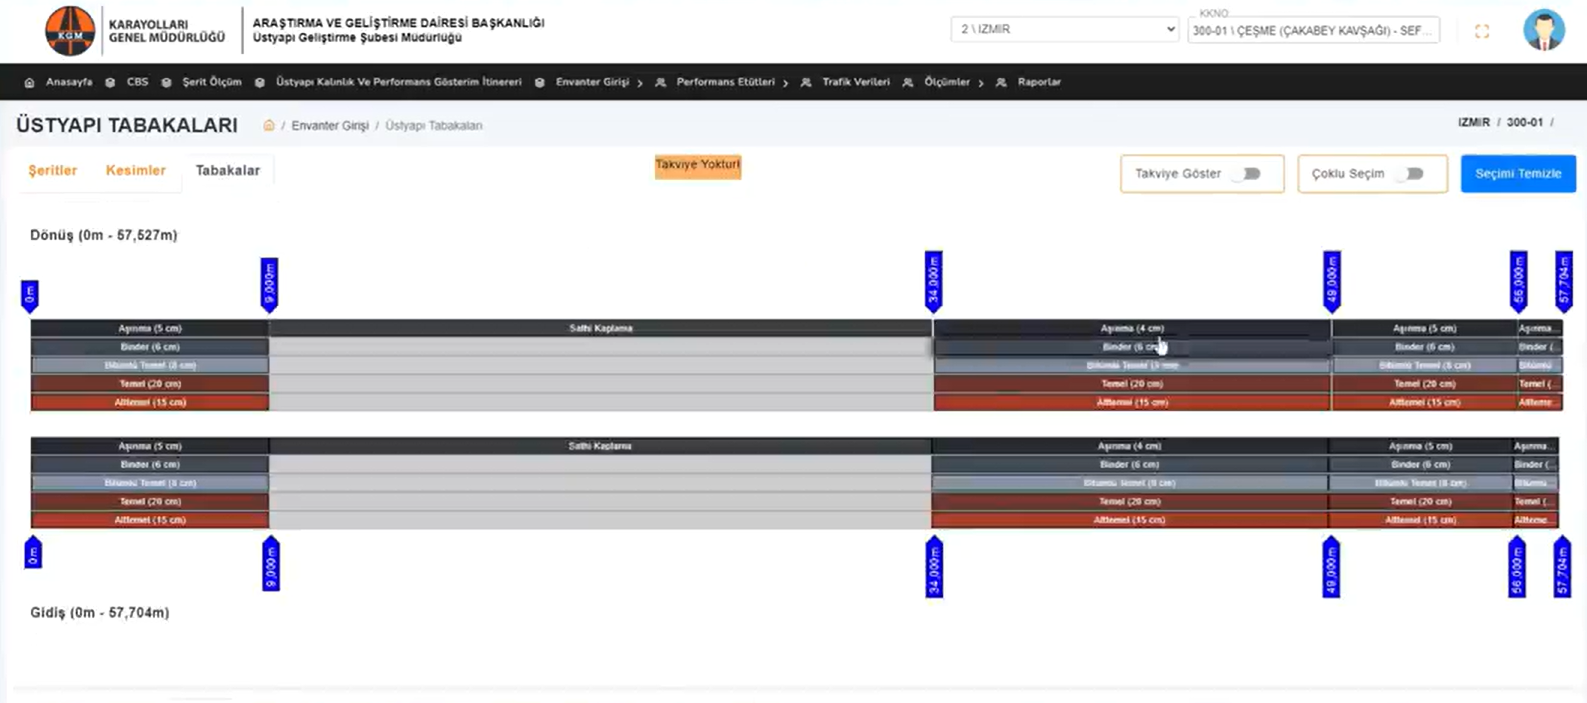 KGM
KARAYOLLARI
GENEL MÜDÜRLÜĞÜ
ARAŞTIRMA VE GELİŞTİRME DAİRESİ BAŞKANLIĞI
Üstyapı Geliştirme Şubesi Müdürlüğü
2 \ IZMIR
KKNO
300-01 \ ÇEŞME (ÇAKABEY KAVŞAĞI) - SEF...
Anasayfa CBS Şerit Ölçüm Üstyapı Kalınlık Ve Performans Gösterim İtinereri Envanter Girişi Performans Etütleri Trafik Verileri Ölçümler Raporlar
ÜSTYAPI TABAKALARI / Envanter Girişi / Üstyapı Tabakaları
IZMIR / 300-01 /
Şeritler Kesimler Tabakalar
Takviye Yoktur!
Takviye Göster Çoklu Seçim Seçimi Temizle
Dönüş (0m - 57,527m)
0m 9,000m 34,000m 49,000m 56,000m 57,704m
Aşınma (5 cm) Sathi Kaplama Aşınma (4 cm) Aşınma (5 cm) Aşınma...
Binder (6 cm) Binder (6 cm) Binder (6 cm) Binder (...
Bitümlü Temel (8 cm) Bitümlü Temel (8 cm) Bitümlü Temel (8 cm) Bitümlü...
Temel (20 cm) Temel (20 cm) Temel (20 cm) Temel (...
Alttemel (15 cm) Alttemel (15 cm) Alttemel (15 cm) Altteme...
Aşınma (5 cm) Sathi Kaplama Aşınma (4 cm) Aşınma (5 cm) Aşınma...
Binder (6 cm) Binder (6 cm) Binder (6 cm) Binder (...
Bitümlü Temel (8 cm) Bitümlü Temel (8 cm) Bitümlü Temel (8 cm) Bitümlü...
Temel (20 cm) Temel (20 cm) Temel (20 cm) Temel (...
Alttemel (15 cm) Alttemel (15 cm) Alttemel (15 cm) Altteme...
0m 9,000m 34,000m 49,000m 56,000m 57,704m
Gidiş (0m - 57,704m)